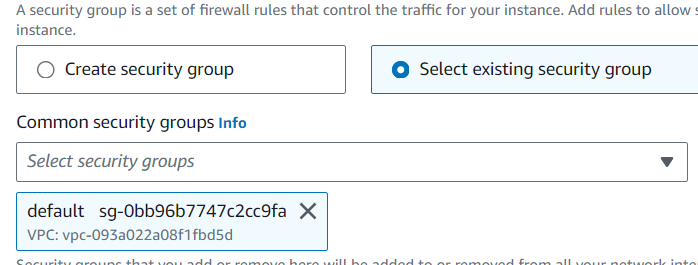 A security group is a set of firewall rules that control the traffic for your instance. Add rules to allow
instance.
Create security group
Select existing security group
Common security groups Info
Select security groups
default sg-0bb96b7747c2cc9fa
VPC: vpc-093a022a08f1fbd5d
Security groups that you add or remove here will be added to or removed from all your network